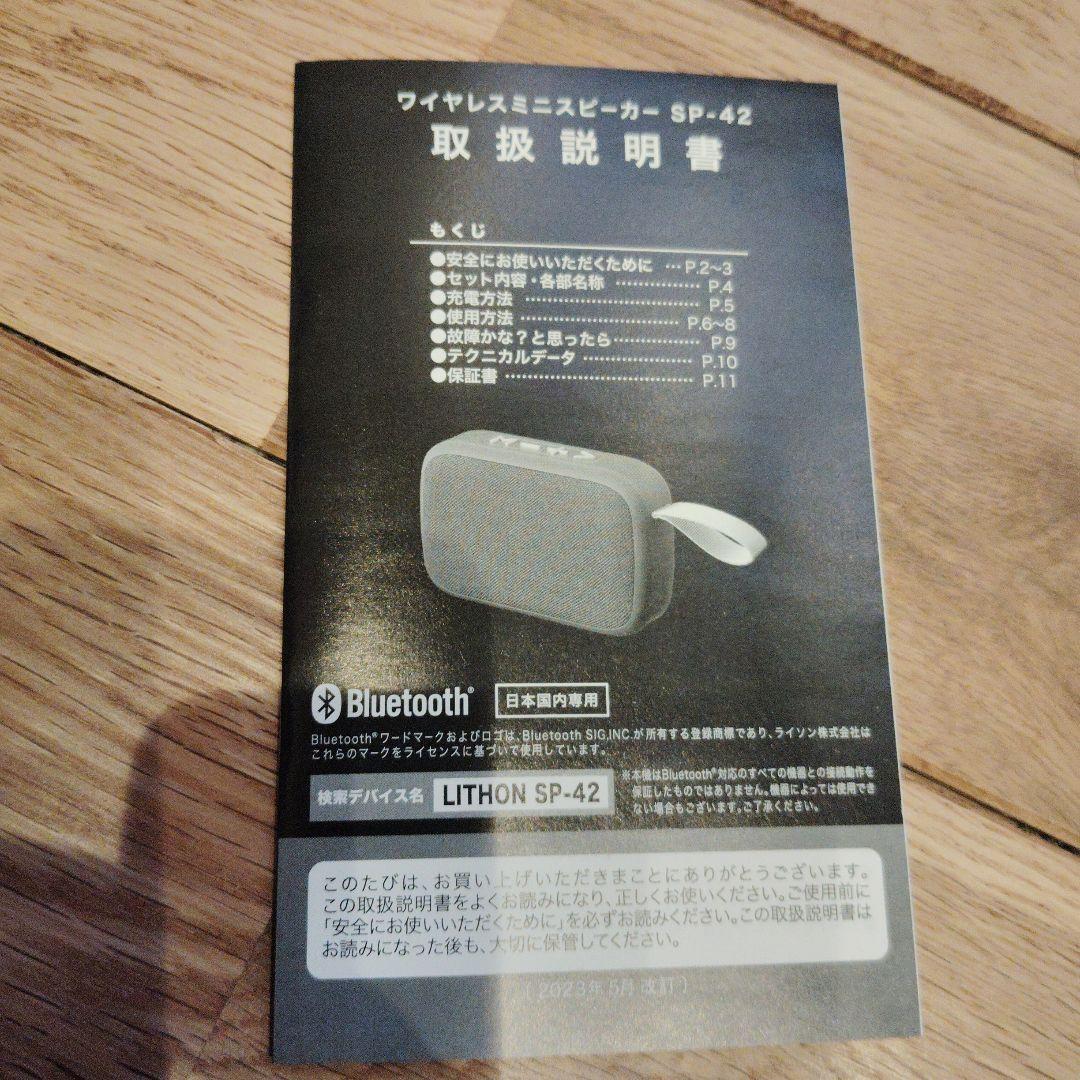 ワイヤレスミニスピーカー SP-42
取扱説明書
もくじ
●安全にお使いいただくために …P.2~3
●セット内容・各部名称 ……………P.4
●充電方法 ……………………………P.5
●使用方法 …………………………P.6~8
●故障かな?と思ったら……………P.9
●テクニカルデータ …………………P.10
●保証書 ………………………………P.11
Bluetooth®
日本国内専用
Bluetooth®ワードマークおよびロゴは、Bluetooth SIG,INC.が所有する登録商標であり、ライソン株式会社は
これらのマークをライセンスに基づいて使用しています。
検索デバイス名 LITHON SP-42
※本機はBluetooth®対応のすべての機器との接続動作を
保証したものではありません。機器によっては使用でき
ない場合もございます。ご了承ください。
このたびは、お買い上げいただきまことにありがとうございます。
この取扱説明書をよくお読みになり、正しくお使いください。ご使用前に
「安全にお使いいただくために」を必ずお読みください。この取扱説明書は
お読みになった後も、大切に保管してください。
( 2023年 5月 改訂 )